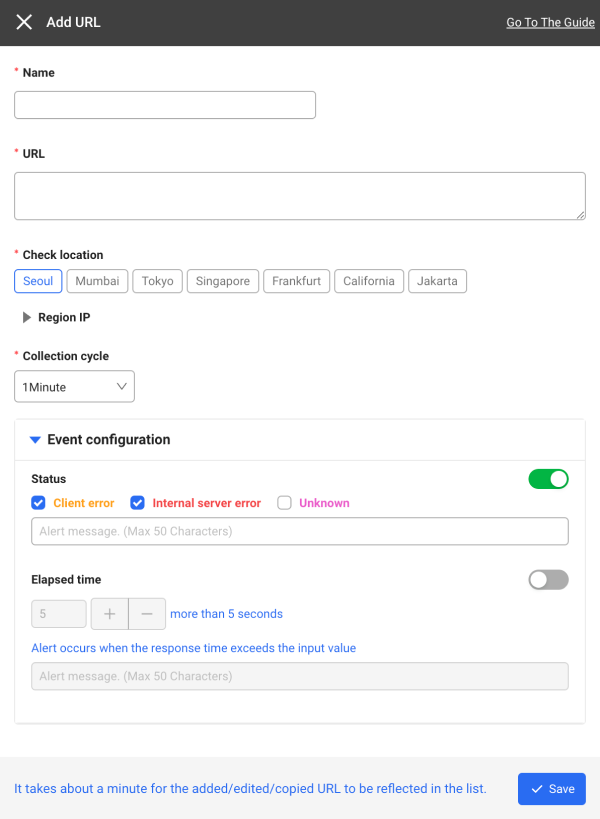 Add URL Go To The Guide
* Name
* URL
* Check location
Seoul Mumbai Tokyo Singapore Frankfurt California Jakarta
Region IP
* Collection cycle
1Minute
Event configuration
Status
Client error Internal server error Unknown
Alert message. (Max 50 Characters)
Elapsed time
5 + − more than 5 seconds
Alert occurs when the response time exceeds the input value
Alert message. (Max 50 Characters)
It takes about a minute for the added/edited/copied URL to be reflected in the list. Save